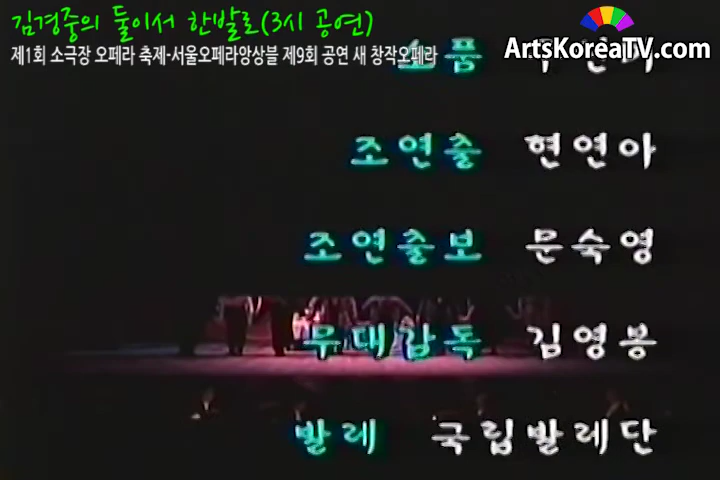 김경중의 둘이서 한발로(3시 공연)
제1회 소극장 오페라 축제-서울오페라앙상블 제9회 공연 새 창작오페라
ArtsKoreaTV.com
소품
조연출 현연아
조연출보 문숙영
무대감독 김영봉
발레 국립발레단